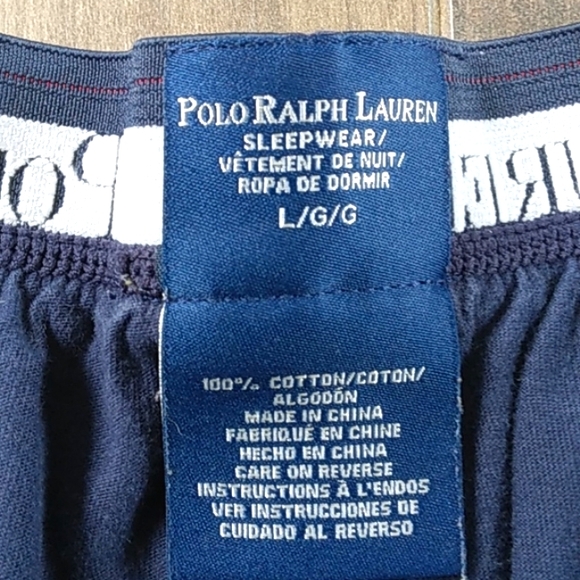 POLO RALPH LAUREN
SLEEPWEAR/
VÊTEMENT DE NUIT/
ROPA DE DORMIR
L/G/G
100% COTTON/COTON/
ALGODÓN
MADE IN CHINA
FABRIQUÉ EN CHINE
HECHO EN CHINA
CARE ON REVERSE
INSTRUCTIONS À L'ENDOS
VER INSTRUCCIONES DE
CUIDADO AL REVERSO